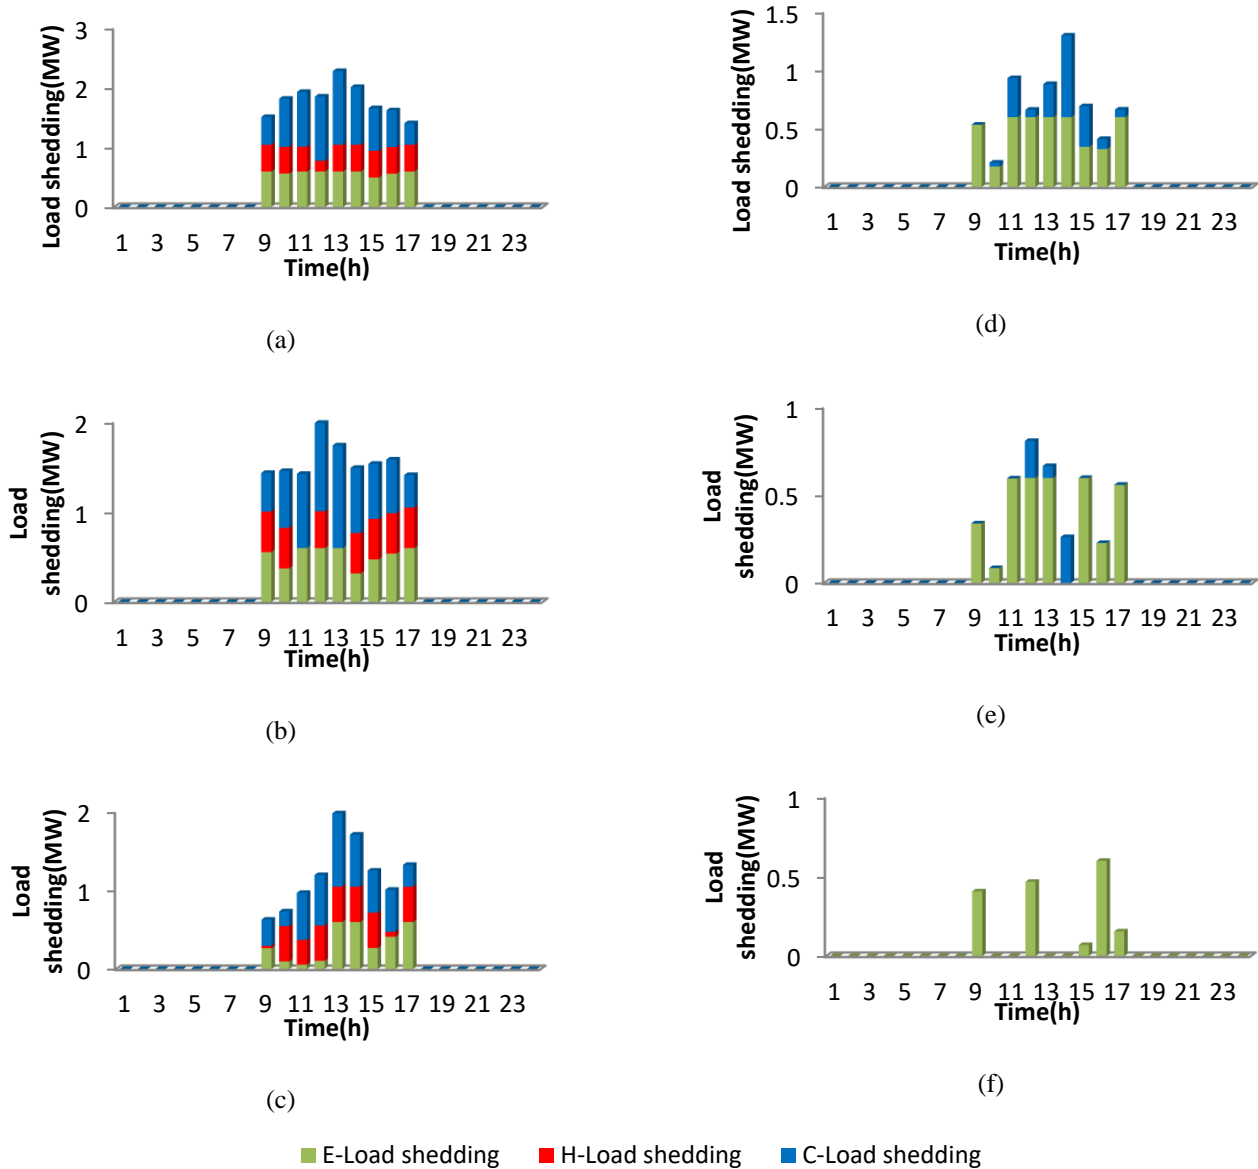 Load shedding(MW)
3
2
1
0
1 3 5 7 9 11 13 15 17 19 21 23
Time(h)
(a)
Load
shedding(MW)
2
1
0
1 3 5 7 9 11 13 15 17 19 21 23
Time(h)
(b)
Load
shedding(MW)
2
1
0
1 3 5 7 9 11 13 15 17 19 21 23
Time(h)
(c)
Load shedding(MW)
1.5
1
0.5
0
1 3 5 7 9 11 13 15 17 19 21 23
Time(h)
(d)
Load
shedding(MW)
1
0.5
0
1 3 5 7 9 11 13 15 17 19 21 23
Time(h)
(e)
Load
shedding(MW)
1
0.5
0
1 3 5 7 9 11 13 15 17 19 21 23
Time(h)
(f)
E-Load shedding H-Load shedding C-Load shedding